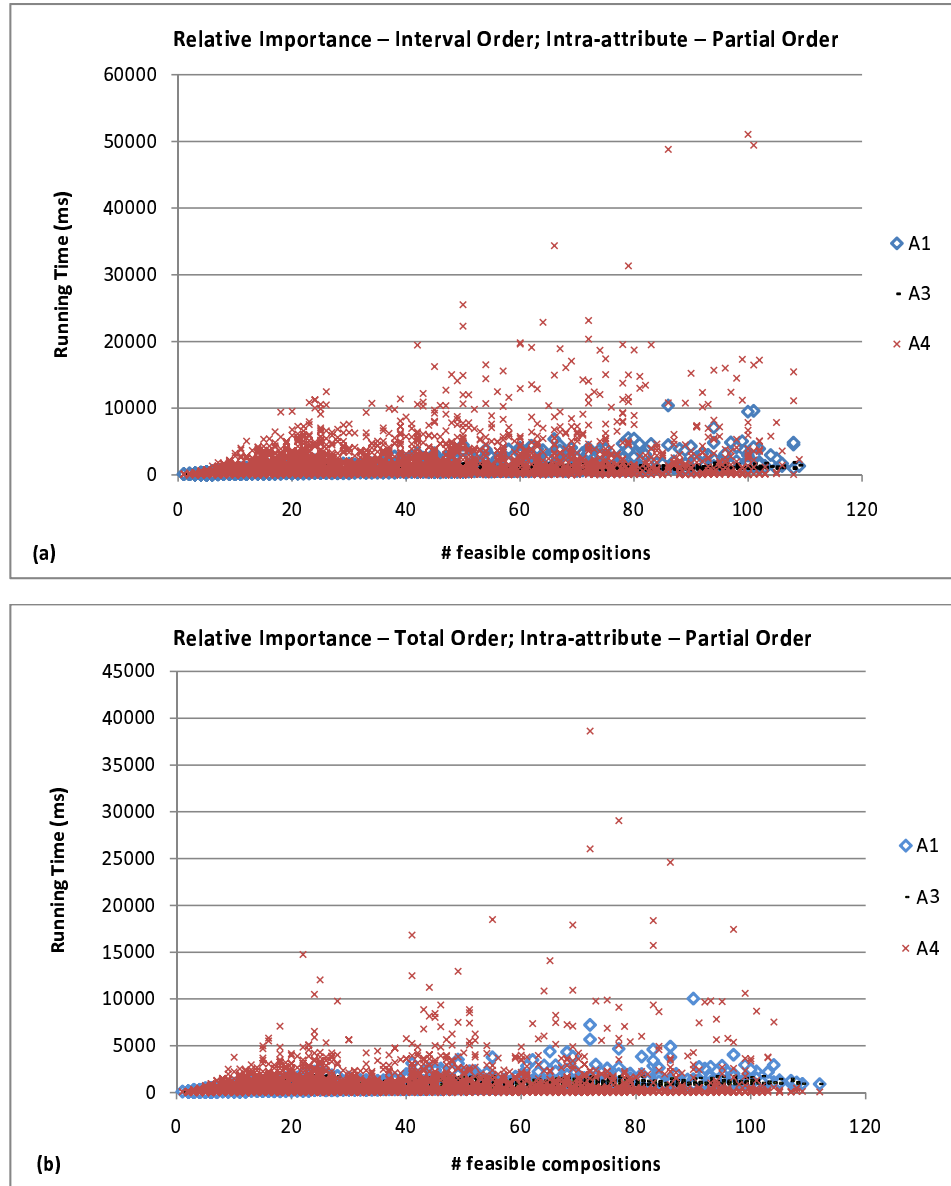 Relative Importance – Interval Order; Intra-attribute – Partial Order
60000
50000
40000
30000
20000
10000
0
Running Time (ms)
0 20 40 60 80 100 120
# feasible compositions
A1
A3
A4
(a)
Relative Importance – Total Order; Intra-attribute – Partial Order
45000
40000
35000
30000
25000
20000
15000
10000
5000
0
Running Time (ms)
0 20 40 60 80 100 120
# feasible compositions
A1
A3
A4
(b)